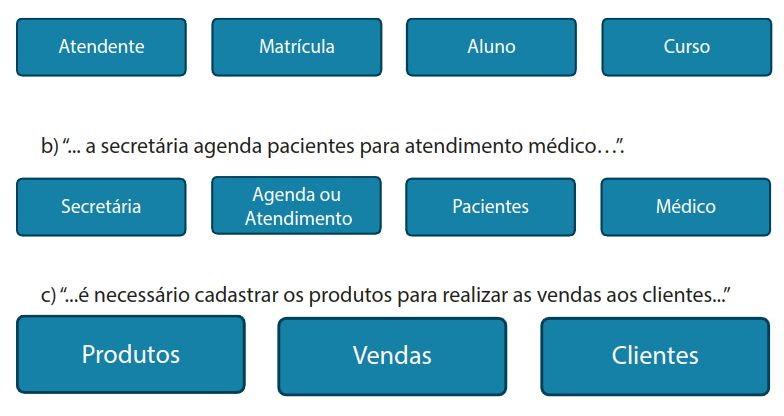 Atendente
Matrícula
Aluno
Curso
b) “... a secretária agenda pacientes para atendimento médico…”.
Secretária
Agenda ou
Atendimento
Pacientes
Médico
c) “...é necessário cadastrar os produtos para realizar as vendas aos clientes...”
Produtos
Vendas
Clientes